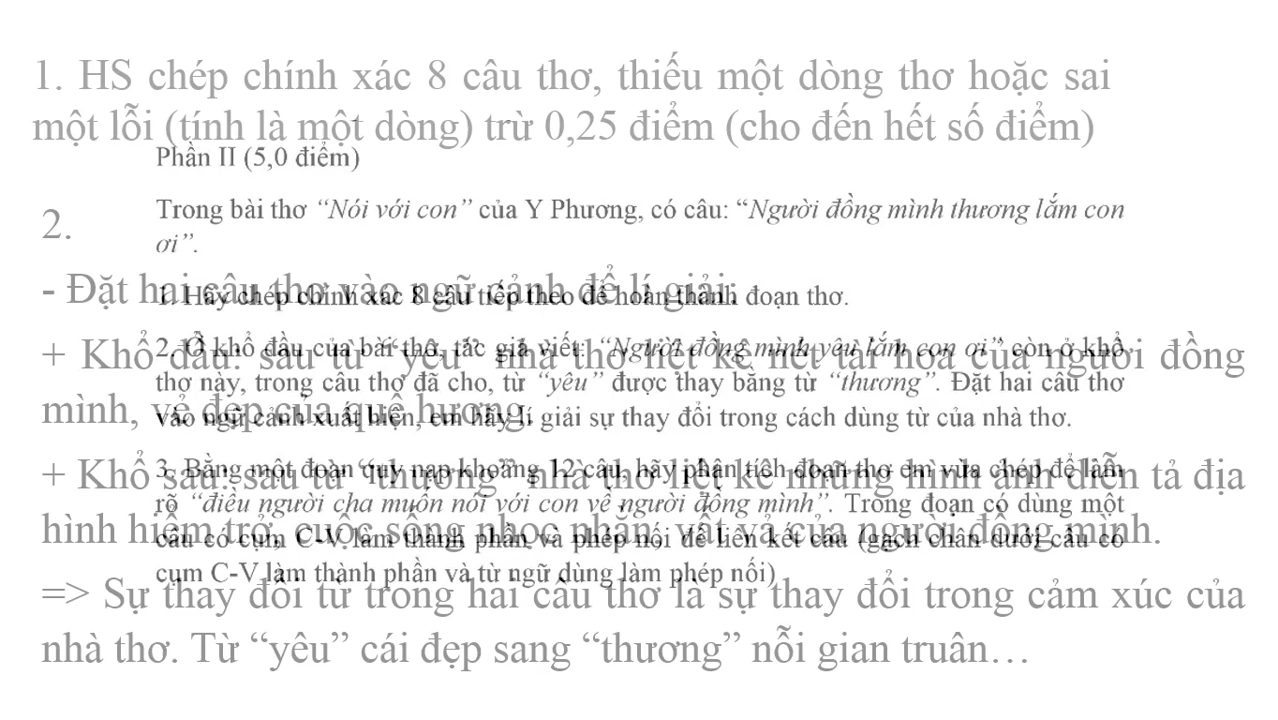 1. HS chép chính xác 8 câu thơ, thiếu một dòng thơ hoặc sai
một lỗi (tính là một dòng) trừ 0,25 điểm (cho đến hết số điểm)
Phần II (5,0 điểm)
Trong bài thơ “Nói với con” của Y Phương, có câu: “Người đồng mình thương lắm con
ơi”.
2.
- Đặt hai câu thơ vào ngữ cảnh để lí giải:
1. Hãy chép chính xác 8 câu tiếp theo để hoàn thành đoạn thơ.
2. Ở khổ đầu của bài thơ, tác giả viết: “Người đồng mình yêu lắm con ơi” còn ở khổ
+ Khổ đầu: sau từ “yêu” nhà thơ liệt kê nét tài hoa của người đồng
thơ này, trong câu thơ đã cho, từ “yêu” được thay bằng từ “thương”. Đặt hai câu thơ
mình, vẻ đẹp của quê hương.
vào ngữ cảnh xuất hiện, em hãy lí giải sự thay đổi trong cách dùng từ của nhà thơ.
3. Bằng một đoạn quy nạp khoảng 12 câu, hãy phân tích đoạn thơ em vừa chép để làm
+ Khổ sau: sau từ “thương” nhà thơ liệt kê những hình ảnh diễn tả địa
rõ “điều người cha muốn nói với con về người đồng mình”. Trong đoạn có dùng một
hình hiểm trở, cuộc sống nhọc nhằn, vất vả của người đồng mình.
câu có cụm C-V làm thành phần và phép nối để liên kết câu (gạch chân dưới câu có
cụm C-V làm thành phần và từ ngữ dùng làm phép nối)
=> Sự thay đổi từ trong hai câu thơ là sự thay đổi trong cảm xúc của
nhà thơ. Từ “yêu” cái đẹp sang “thương” nỗi gian truân…